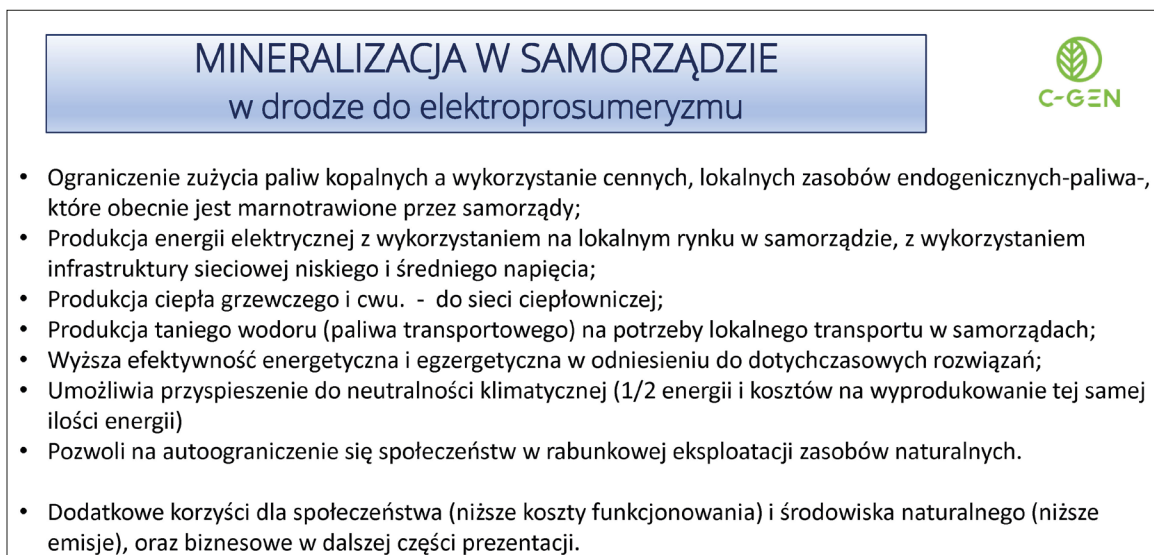 MINERALIZACJA W SAMORZĄDZIE
w drodze do elektroprosumeryzmu
C-GEN
• Ograniczenie zużycia paliw kopalnych a wykorzystanie cennych, lokalnych zasobów endogenicznych-paliwa-,
które obecnie jest marnotrawione przez samorządy;
• Produkcja energii elektrycznej z wykorzystaniem na lokalnym rynku w samorządzie, z wykorzystaniem
infrastruktury sieciowej niskiego i średniego napięcia;
• Produkcja ciepła grzewczego i cwu. - do sieci ciepłowniczej;
• Produkcja taniego wodoru (paliwa transportowego) na potrzeby lokalnego transportu w samorządach;
• Wyższa efektywność energetyczna i egzergetyczna w odniesieniu do dotychczasowych rozwiązań;
• Umożliwia przyspieszenie do neutralności klimatycznej (1/2 energii i kosztów na wyprodukowanie tej samej
ilości energii)
• Pozwoli na autoograniczenie się społeczeństw w rabunkowej eksploatacji zasobów naturalnych.
• Dodatkowe korzyści dla społeczeństwa (niższe koszty funkcjonowania) i środowiska naturalnego (niższe
emisje), oraz biznesowe w dalszej części prezentacji.